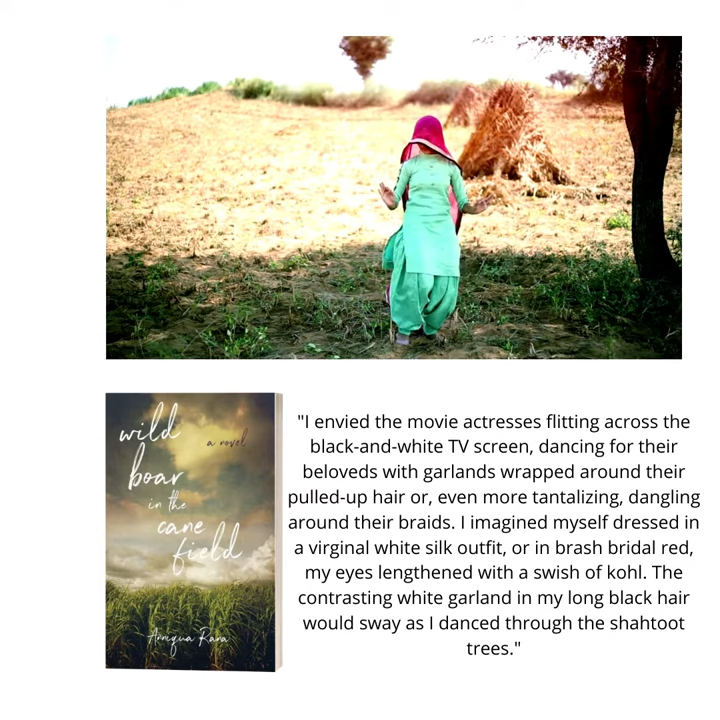 wild
a novel
boar
in the
cane
field
Anniqua Rana
"I envied the movie actresses flitting across the
black-and-white TV screen, dancing for their
beloveds with garlands wrapped around their
pulled-up hair or, even more tantalizing, dangling
around their braids. I imagined myself dressed in
a virginal white silk outfit, or in brash bridal red,
my eyes lengthened with a swish of kohl. The
contrasting white garland in my long black hair
would sway as I danced through the shahtoot
trees."